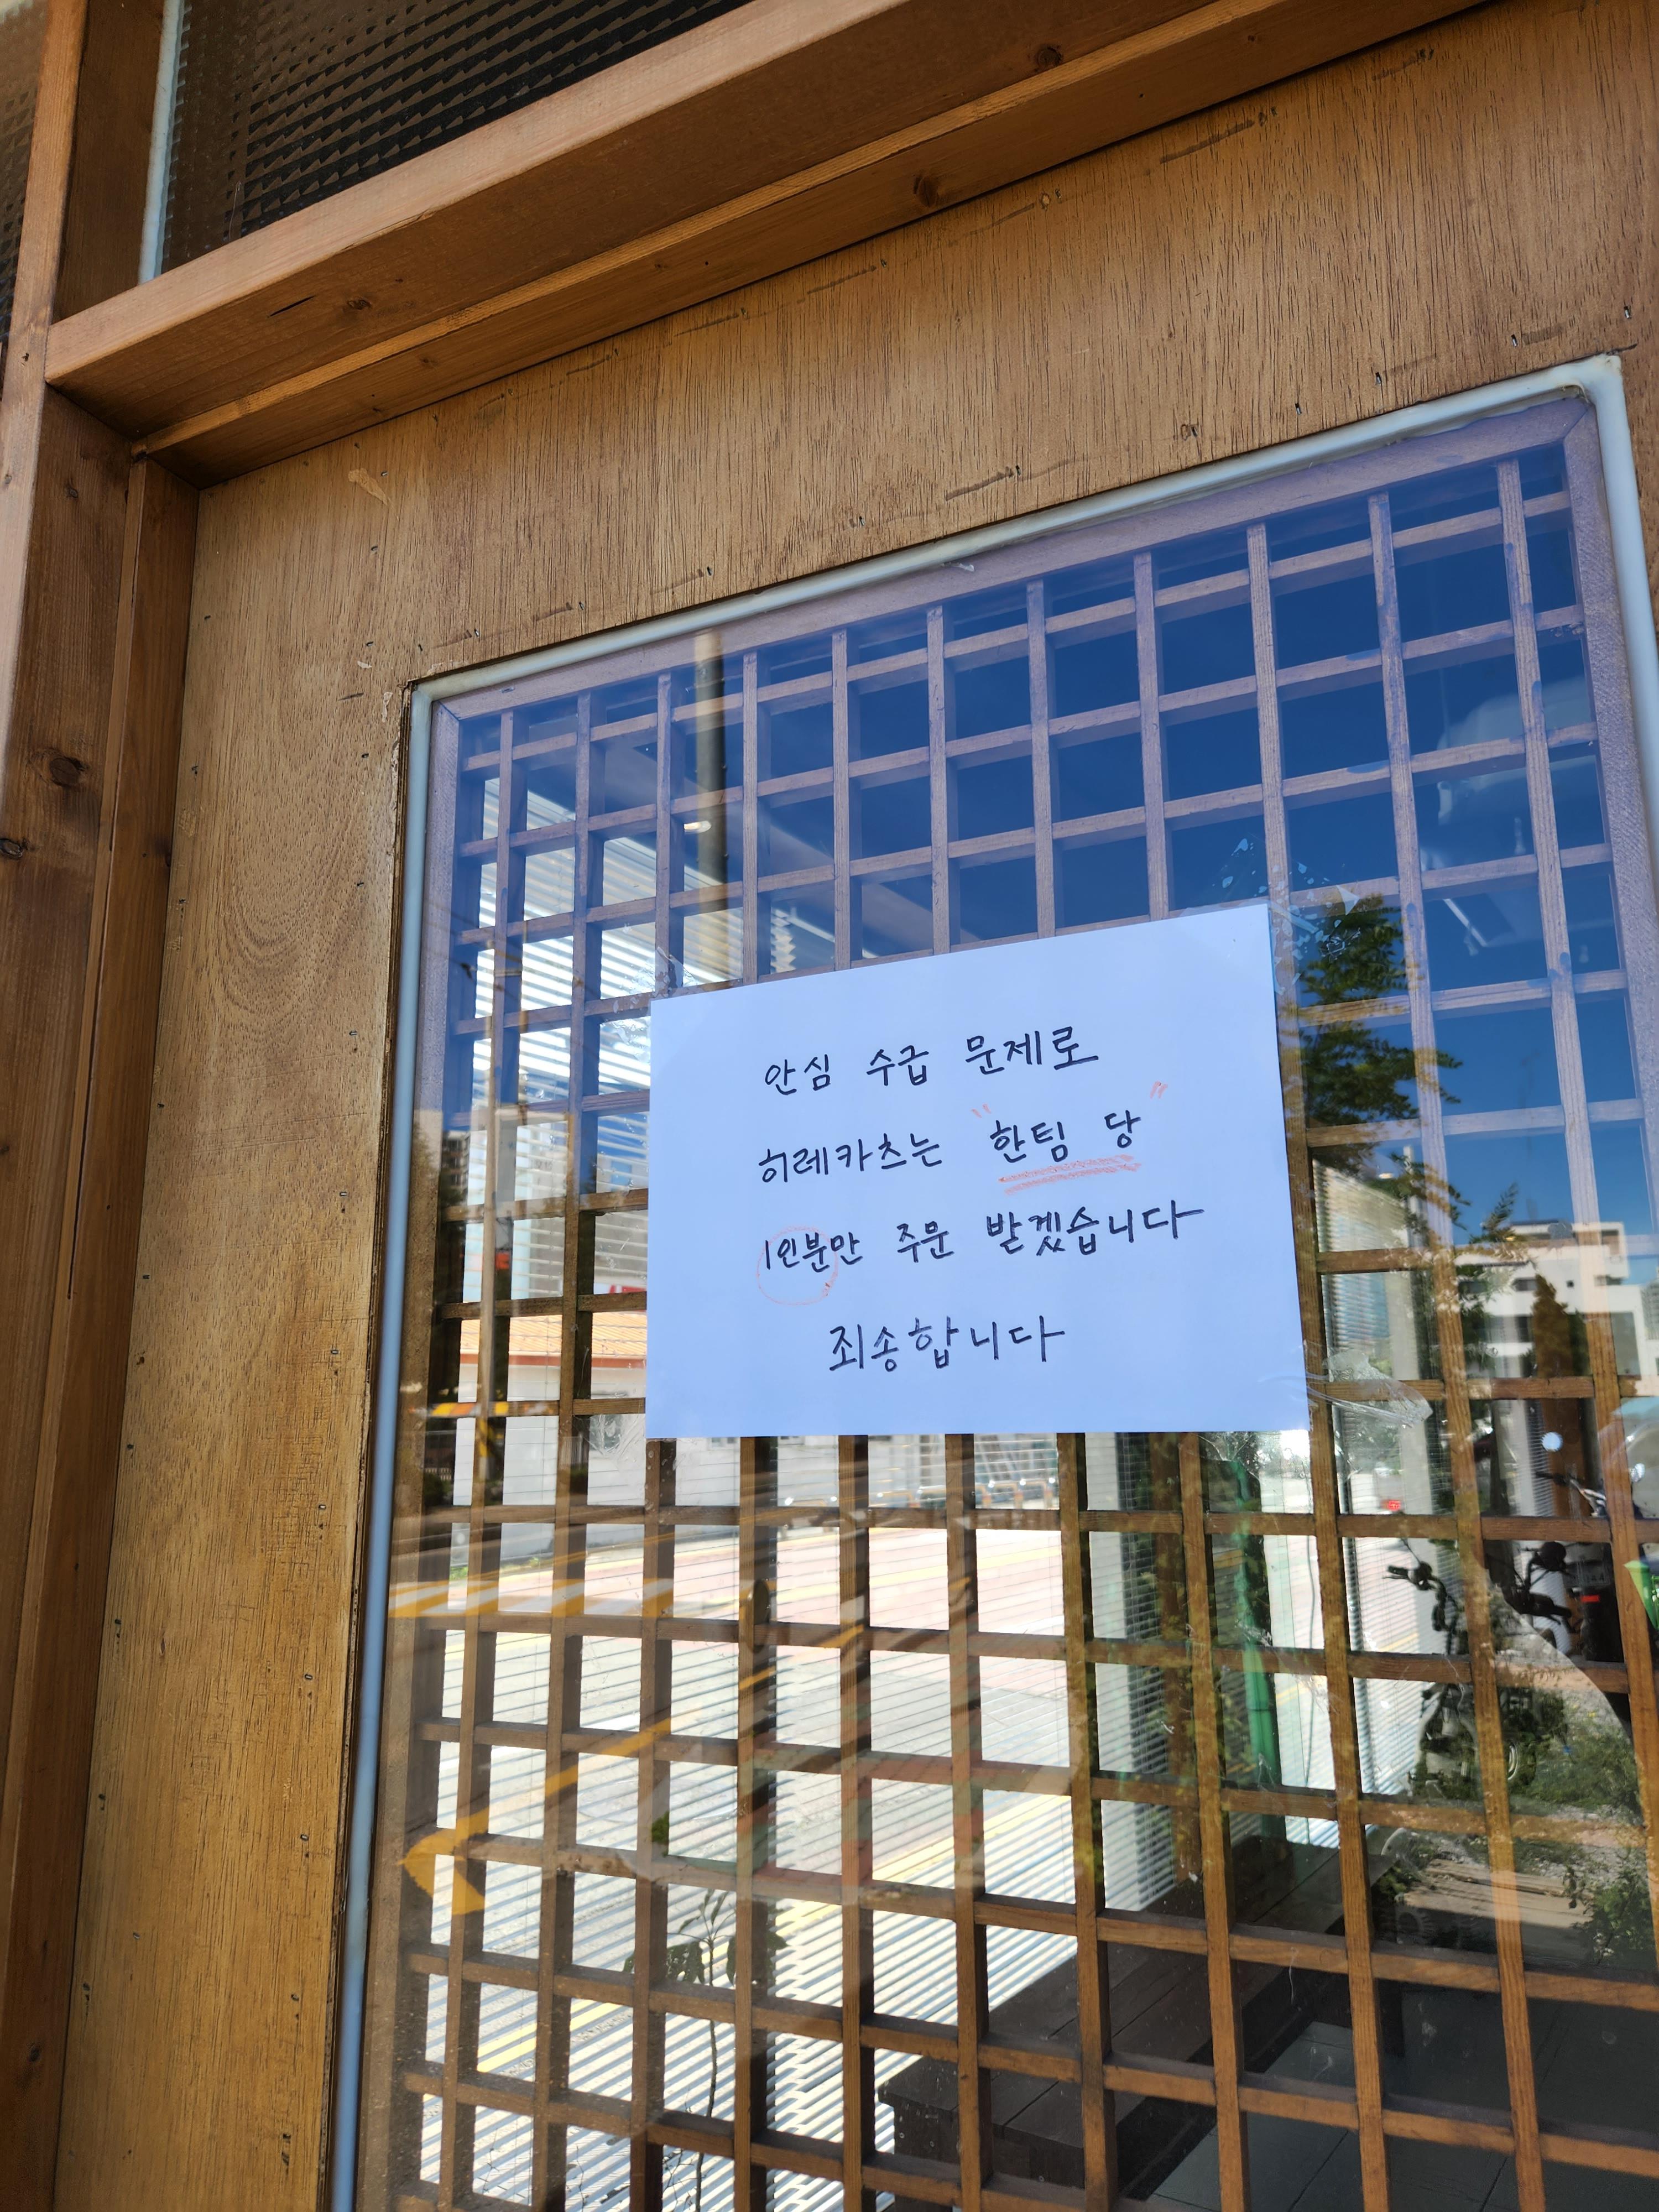 안심 수급 문제로
히레카츠는 "한팀 당"
1인분만 주문 받겠습니다
죄송합니다